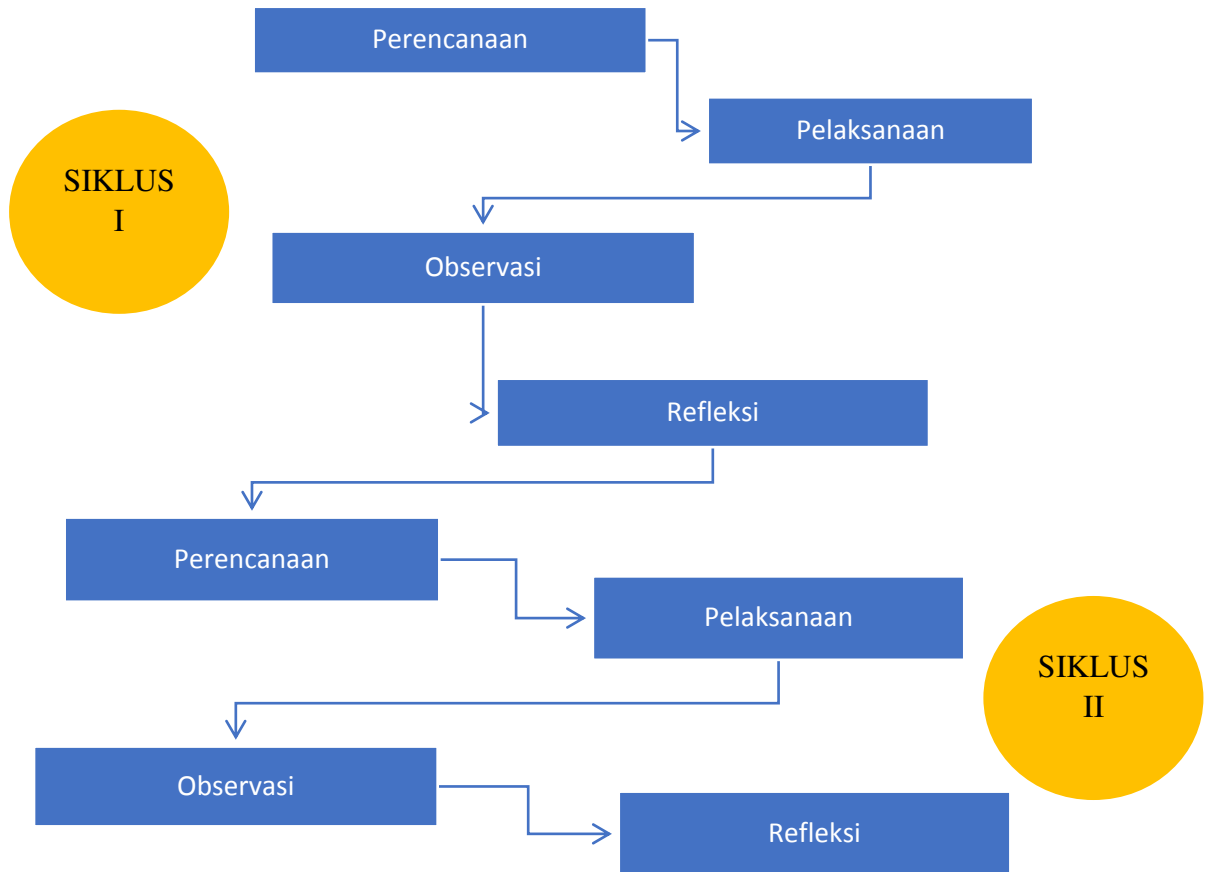 Perencanaan
Pelaksanaan
SIKLUS
I
Observasi
Refleksi
Perencanaan
Pelaksanaan
SIKLUS
II
Observasi
Refleksi